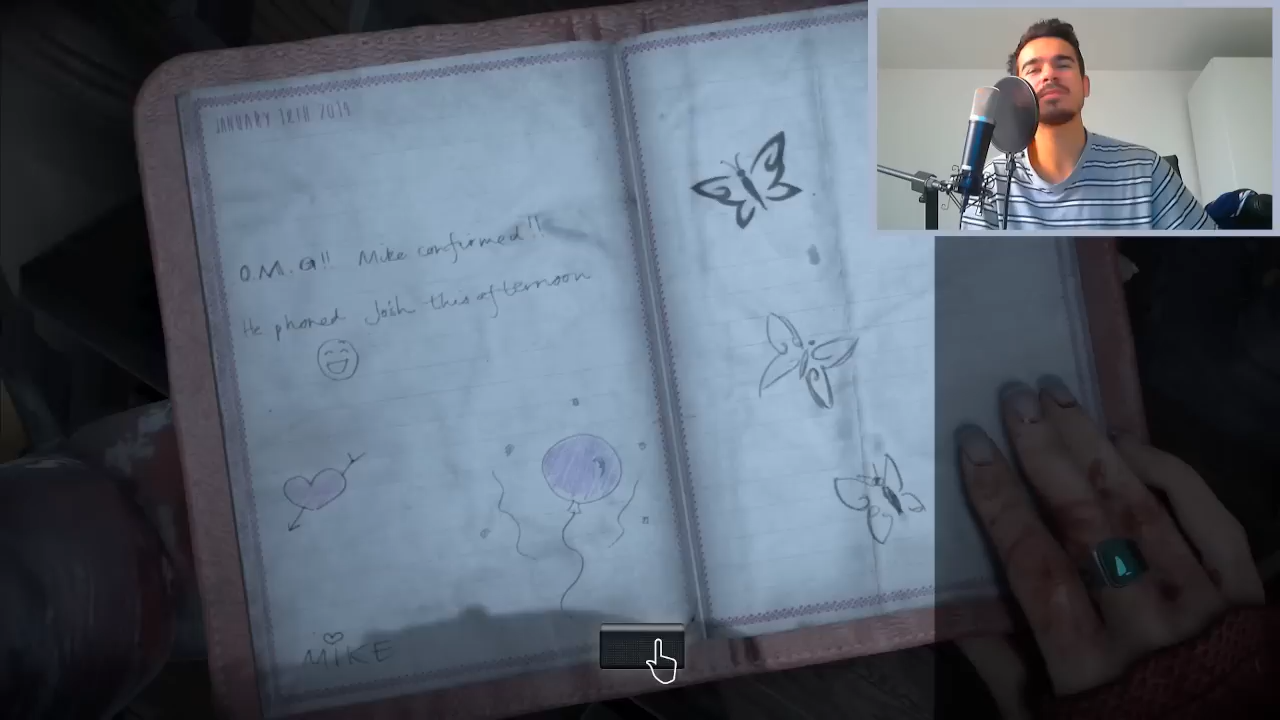 JANUARY 18TH 2014
O.M.G!! Mike confirmed!!
He phoned Josh this afternoon
MIKE